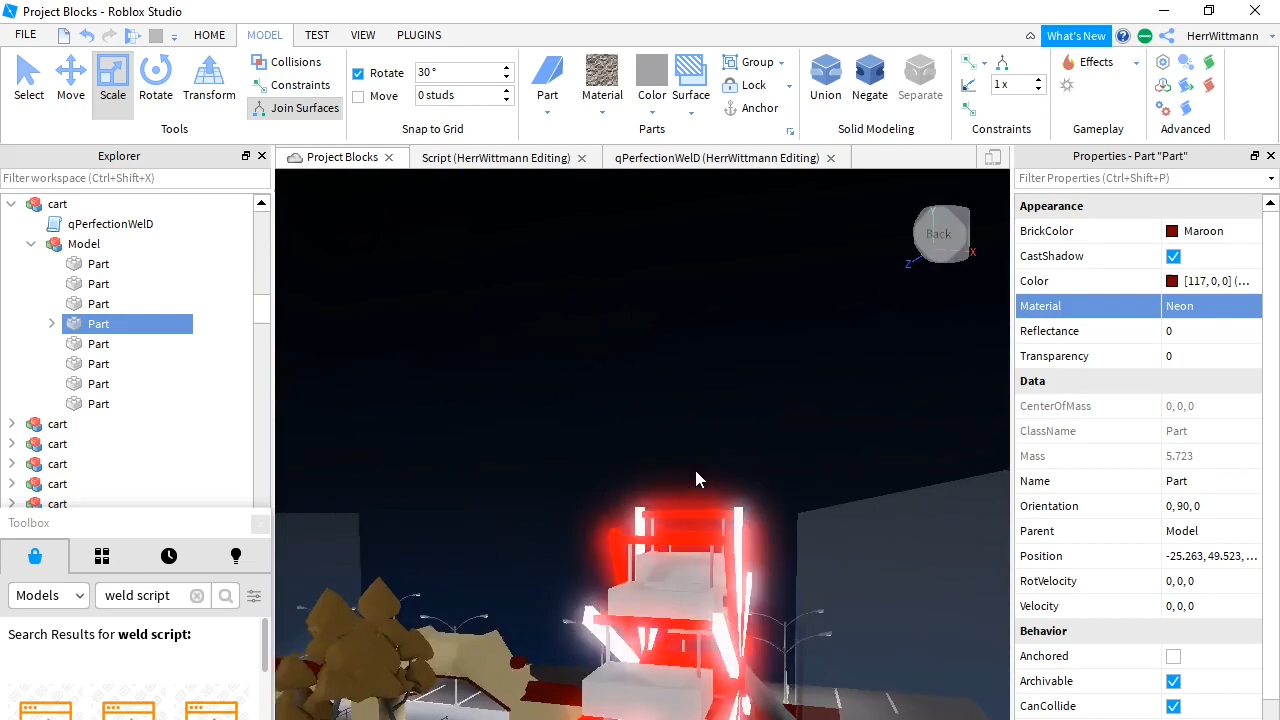 Project Blocks - Roblox Studio
FILE HOME MODEL TEST VIEW PLUGINS What's New HerrWittmann
Select Move Scale Rotate Transform
Collisions
Constraints
Join Surfaces
Tools
Rotate 30°
Move 0 studs
Snap to Grid
Part Material Color Surface
Group
Lock
Anchor
Parts
Union Negate Separate
Solid Modeling
1 x
Constraints
Effects
Gameplay
Advanced
Explorer
Filter workspace (Ctrl+Shift+X)
cart
qPerfectionWelD
Model
Part
Part
Part
Part
Part
Part
Part
Part
cart
cart
cart
cart
cart
Toolbox
Models weld script
Search Results for weld script:
Project Blocks Script (HerrWittmann Editing) qPerfectionWelD (HerrWittmann Editing)
Back
Y
X
Z
Properties - Part "Part"
Filter Properties (Ctrl+Shift+P)
Appearance
BrickColor Maroon
CastShadow
Color [117, 0, 0] (...
Material Neon
Reflectance 0
Transparency 0
Data
CenterOfMass 0, 0, 0
ClassName Part
Mass 5.723
Name Part
Orientation 0, 90, 0
Parent Model
Position -25.263, 49.523, ...
RotVelocity 0, 0, 0
Velocity 0, 0, 0
Behavior
Anchored
Archivable
CanCollide